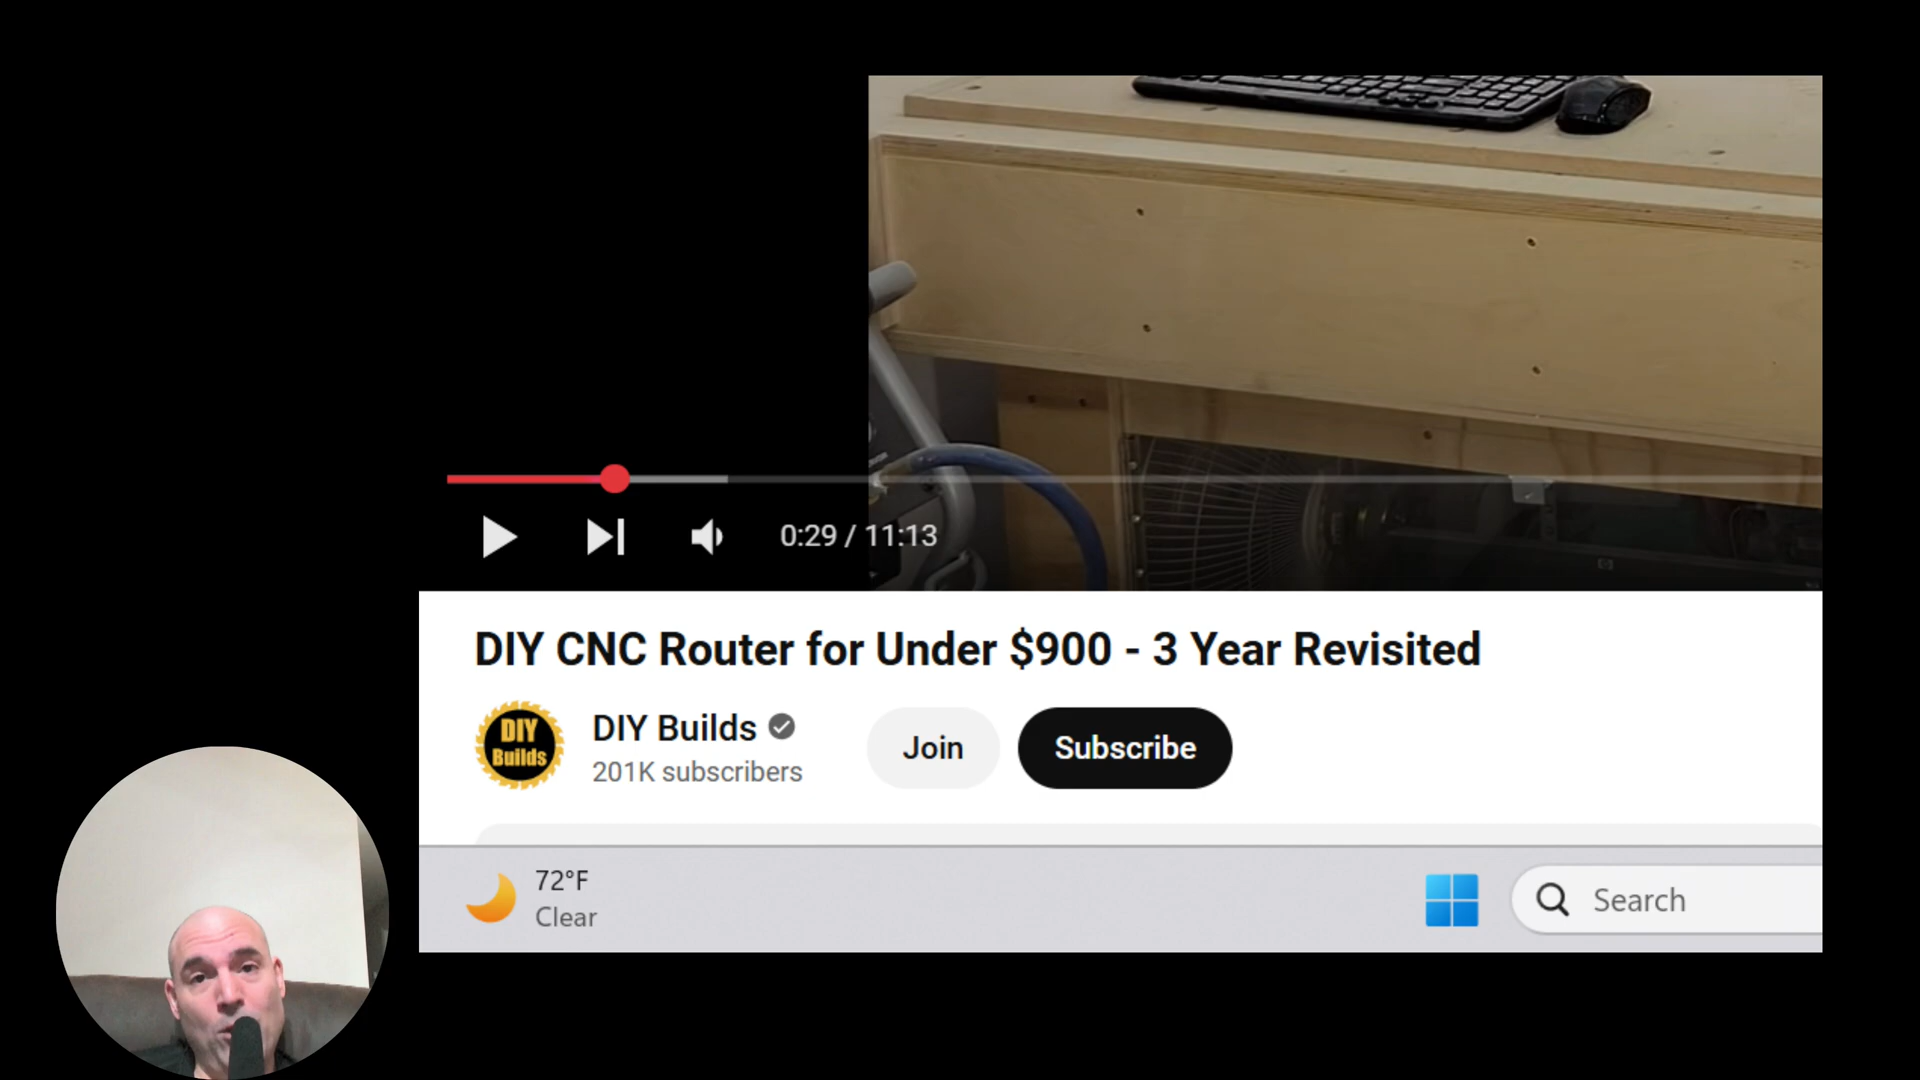 0:29 / 11:13
DIY CNC Router for Under $900 - 3 Year Revisited
DIY
Builds
DIY Builds
201K subscribers
Join
Subscribe
72°F
Clear
Search